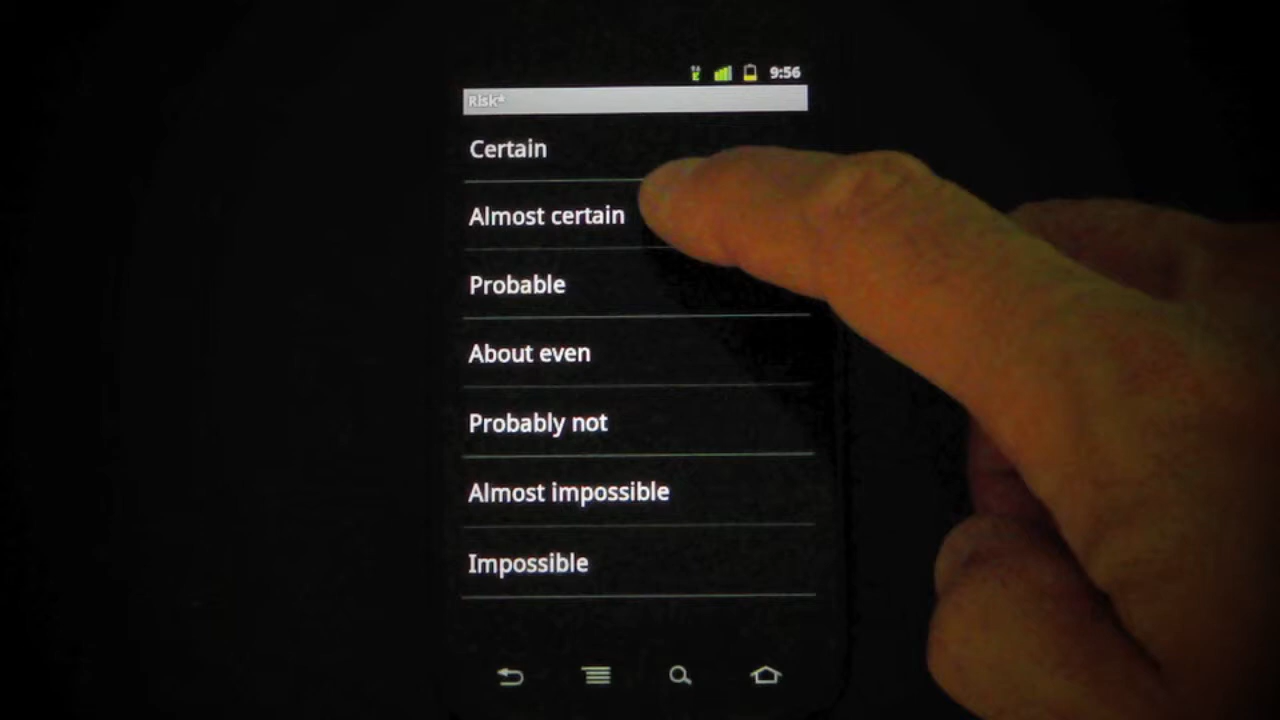 9:56
Risk*
Certain
Almost certain
Probable
About even
Probably not
Almost impossible
Impossible